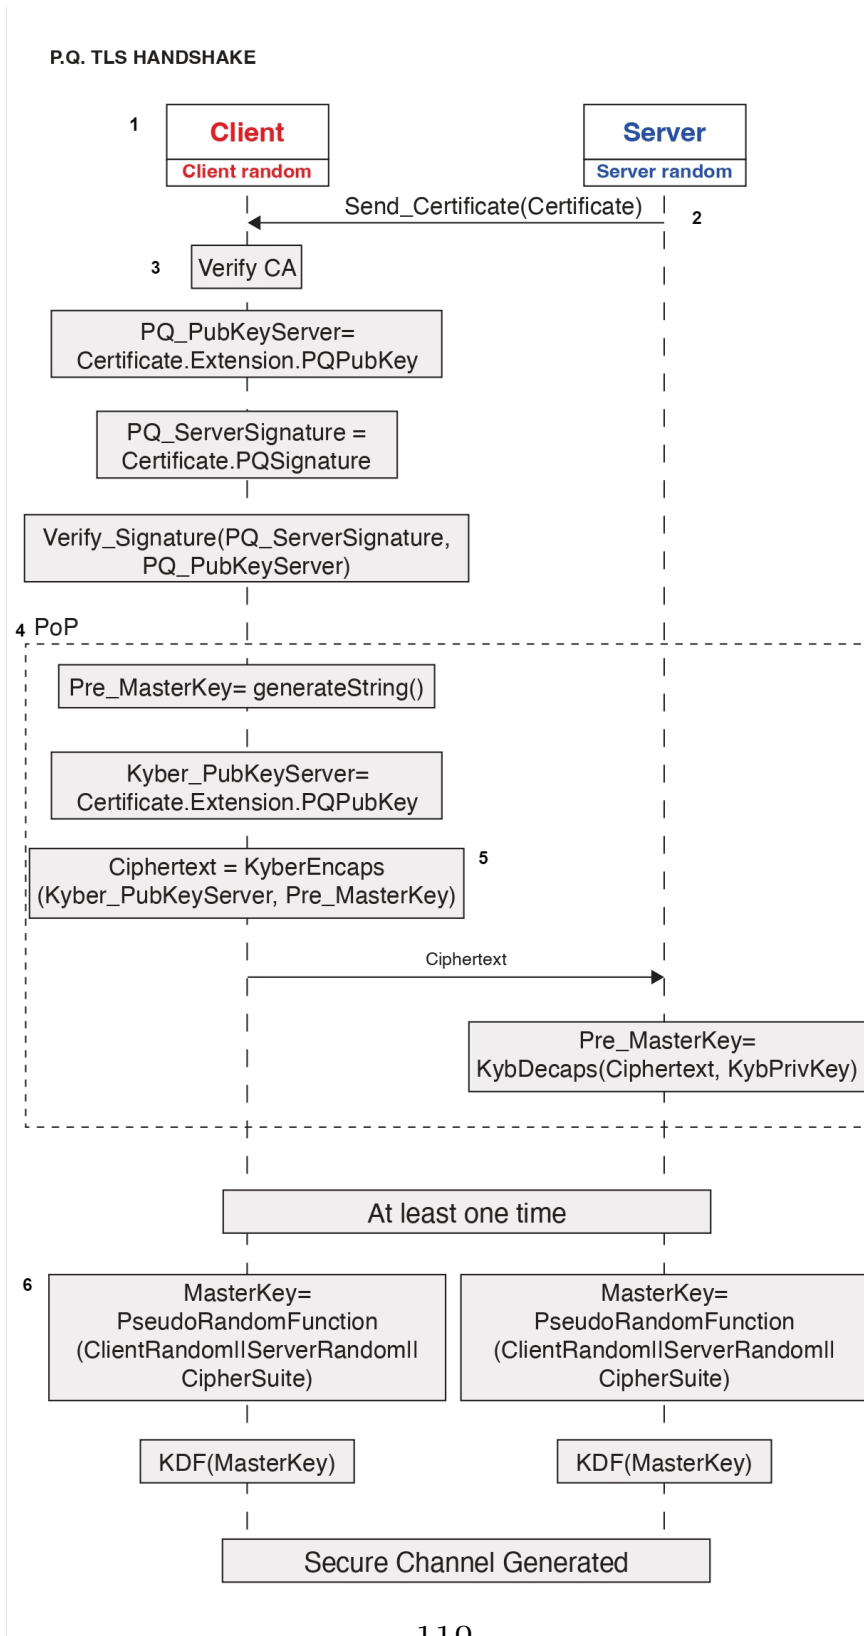 P.Q. TLS HANDSHAKE
1
Client
Client random
Server
Server random
Send_Certificate(Certificate)
2
3
Verify CA
PQ_PubKeyServer=
Certificate.Extension.PQPubKey
PQ_ServerSignature =
Certificate.PQSignature
Verify_Signature(PQ_ServerSignature,
PQ_PubKeyServer)
4 PoP
Pre_MasterKey= generateString()
Kyber_PubKeyServer=
Certificate.Extension.PQPubKey
Ciphertext = KyberEncaps
(Kyber_PubKeyServer, Pre_MasterKey)
5
Ciphertext
Pre_MasterKey=
KybDecaps(Ciphertext, KybPrivKey)
At least one time
6
MasterKey=
PseudoRandomFunction
(ClientRandom||ServerRandom||
CipherSuite)
MasterKey=
PseudoRandomFunction
(ClientRandom||ServerRandom||
CipherSuite)
KDF(MasterKey)
KDF(MasterKey)
Secure Channel Generated